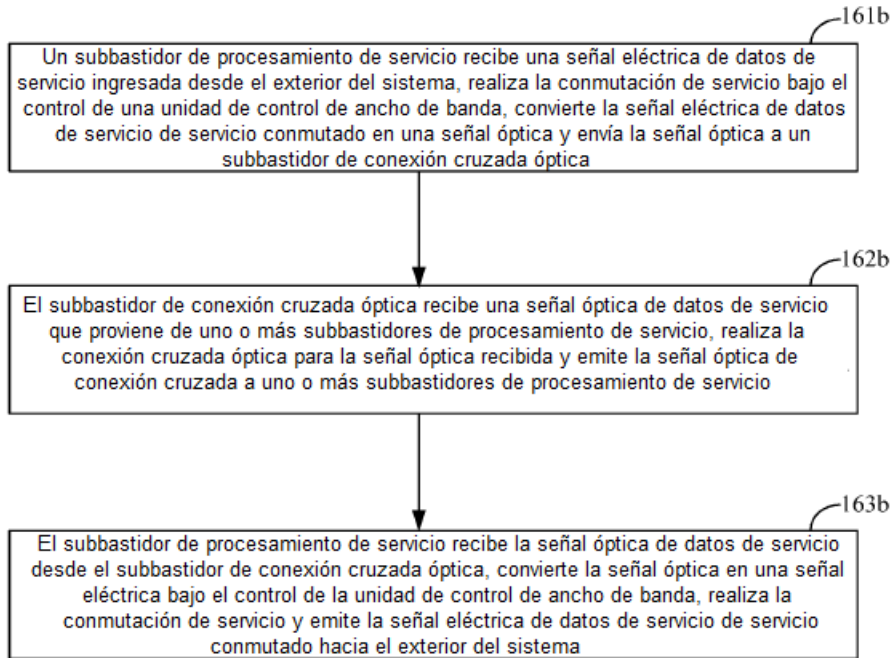 161b
Un subbastidor de procesamiento de servicio recibe una señal eléctrica de datos de
servicio ingresada desde el exterior del sistema, realiza la conmutación de servicio bajo el
control de una unidad de control de ancho de banda, convierte la señal eléctrica de datos
de servicio de servicio conmutado en una señal óptica y envía la señal óptica a un
subbastidor de conexión cruzada óptica
162b
El subbastidor de conexión cruzada óptica recibe una señal óptica de datos de servicio
que proviene de uno o más subbastidores de procesamiento de servicio, realiza la
conexión cruzada óptica para la señal óptica recibida y emite la señal óptica de
conexión cruzada a uno o más subbastidores de procesamiento de servicio
163b
El subbastidor de procesamiento de servicio recibe la señal óptica de datos de servicio
desde el subbastidor de conexión cruzada óptica, convierte la señal óptica en una señal
eléctrica bajo el control de la unidad de control de ancho de banda, realiza la
conmutación de servicio y emite la señal eléctrica de datos de servicio de servicio
conmutado hacia el exterior del sistema